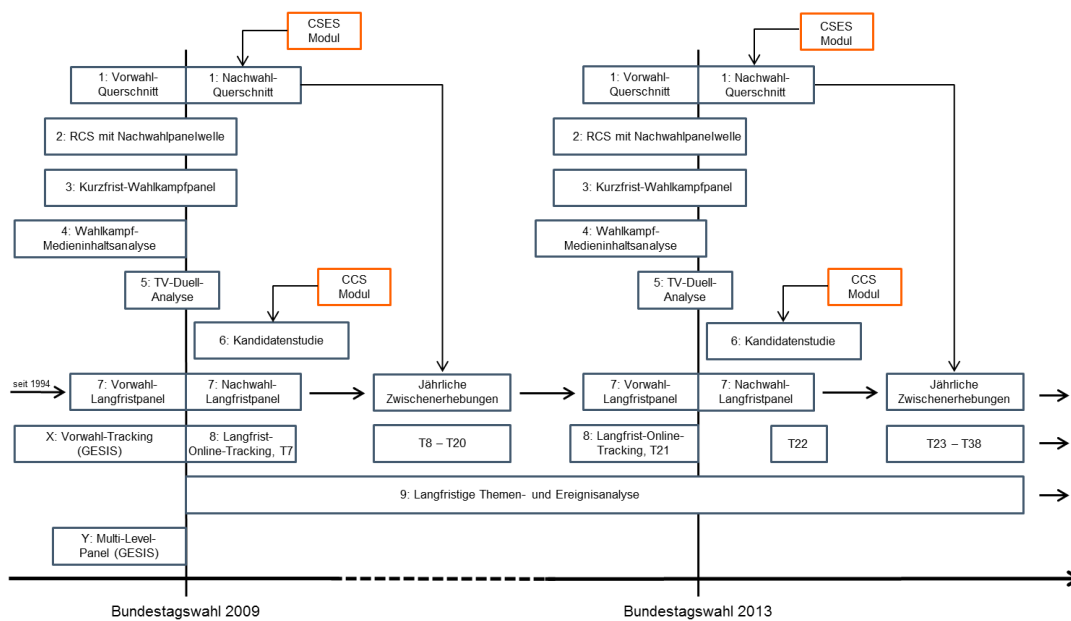 CSES
Modul
CSES
Modul
1: Vorwahl-
Querschnitt
1: Nachwahl-
Querschnitt
1: Vorwahl-
Querschnitt
1: Nachwahl-
Querschnitt
2: RCS mit Nachwahlpanelwelle
2: RCS mit Nachwahlpanelwelle
3: Kurzfrist-Wahlkampfpanel
3: Kurzfrist-Wahlkampfpanel
4: Wahlkampf-
Medieninhaltsanalyse
4: Wahlkampf-
Medieninhaltsanalyse
5: TV-Duell-
Analyse
CCS
Modul
5: TV-Duell-
Analyse
CCS
Modul
6: Kandidatenstudie
6: Kandidatenstudie
seit 1994
7: Vorwahl-
Langfristpanel
7: Nachwahl-
Langfristpanel
Jährliche
Zwischenerhebungen
7: Vorwahl-
Langfristpanel
7: Nachwahl-
Langfristpanel
Jährliche
Zwischenerhebungen
X: Vorwahl-Tracking
(GESIS)
8: Langfrist-
Online-Tracking, T7
T8 – T20
8: Langfrist-Online-
Tracking, T21
T22
T23 – T38
9: Langfristige Themen- und Ereignisanalyse
Y: Multi-Level-
Panel (GESIS)
Bundestagswahl 2009
Bundestagswahl 2013